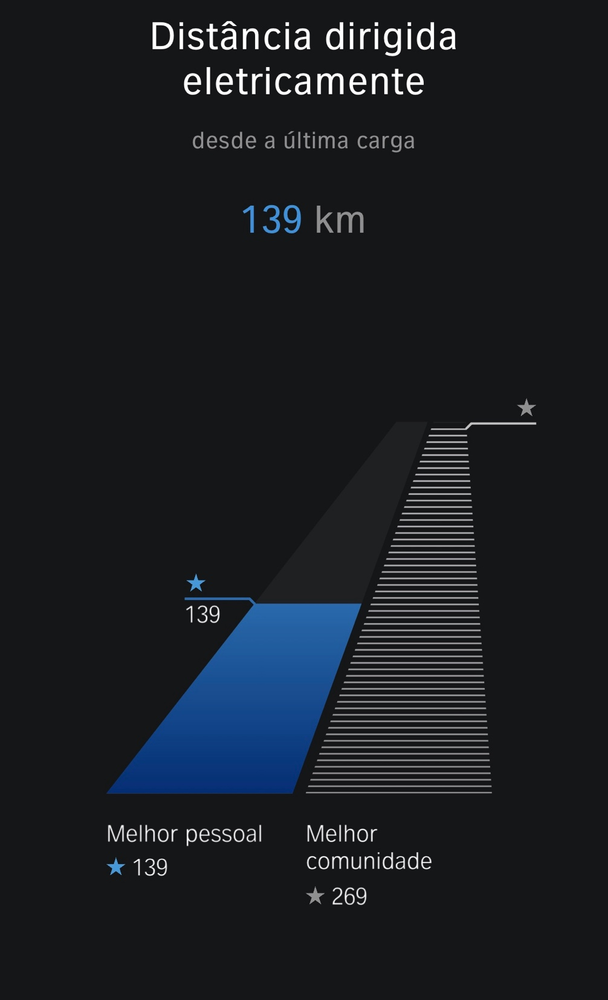 Distância dirigida
eletricamente
desde a última carga
139 km
139
Melhor pessoal
139
Melhor
comunidade
269